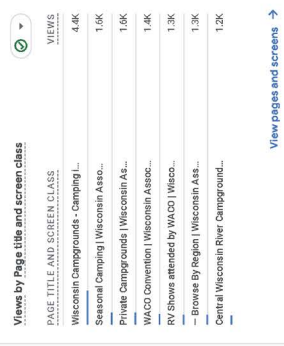 Views by Page title and screen class
PAGE TITLE AND SCREEN CLASS VIEWS
Wisconsin Campgrounds - Camping i... 4.4K
Seasonal Camping | Wisconsin Asso... 1.6K
Private Campgrounds | Wisconsin As... 1.6K
WACO Convention | Wisconsin Assoc... 1.4K
RV Shows attended by WACO | Wisco... 1.3K
– Browse By Region | Wisconsin Ass... 1.3K
Central Wisconsin River Campground... 1.2K
View pages and screens →